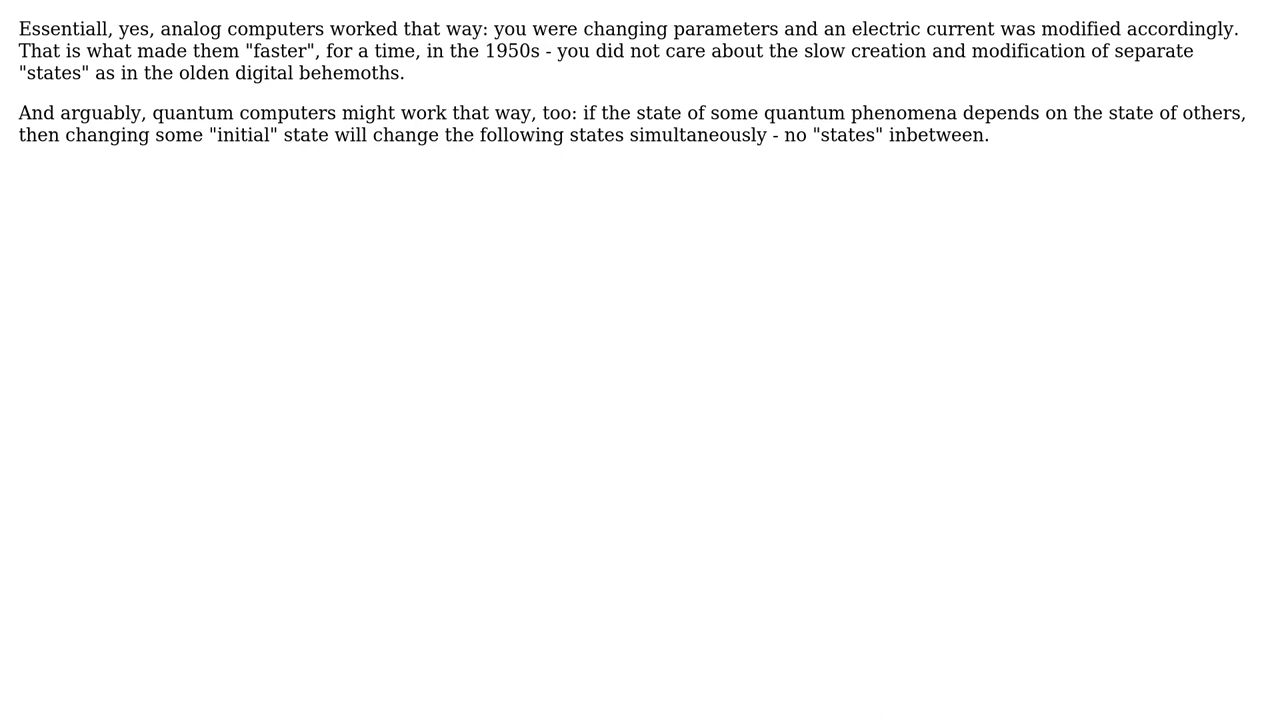 Essentiall, yes, analog computers worked that way: you were changing parameters and an electric current was modified accordingly.
That is what made them "faster", for a time, in the 1950s - you did not care about the slow creation and modification of separate
"states" as in the olden digital behemoths.
And arguably, quantum computers might work that way, too: if the state of some quantum phenomena depends on the state of others,
then changing some "initial" state will change the following states simultaneously - no "states" inbetween.